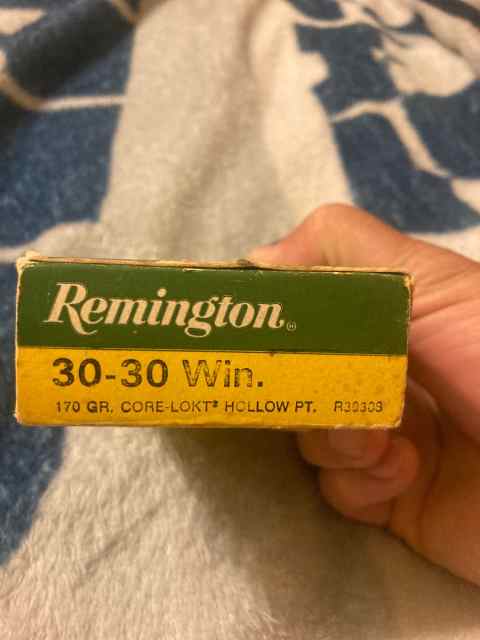 Remington®
30-30 Win.
170 GR. CORE-LOKT® HOLLOW PT. R30303